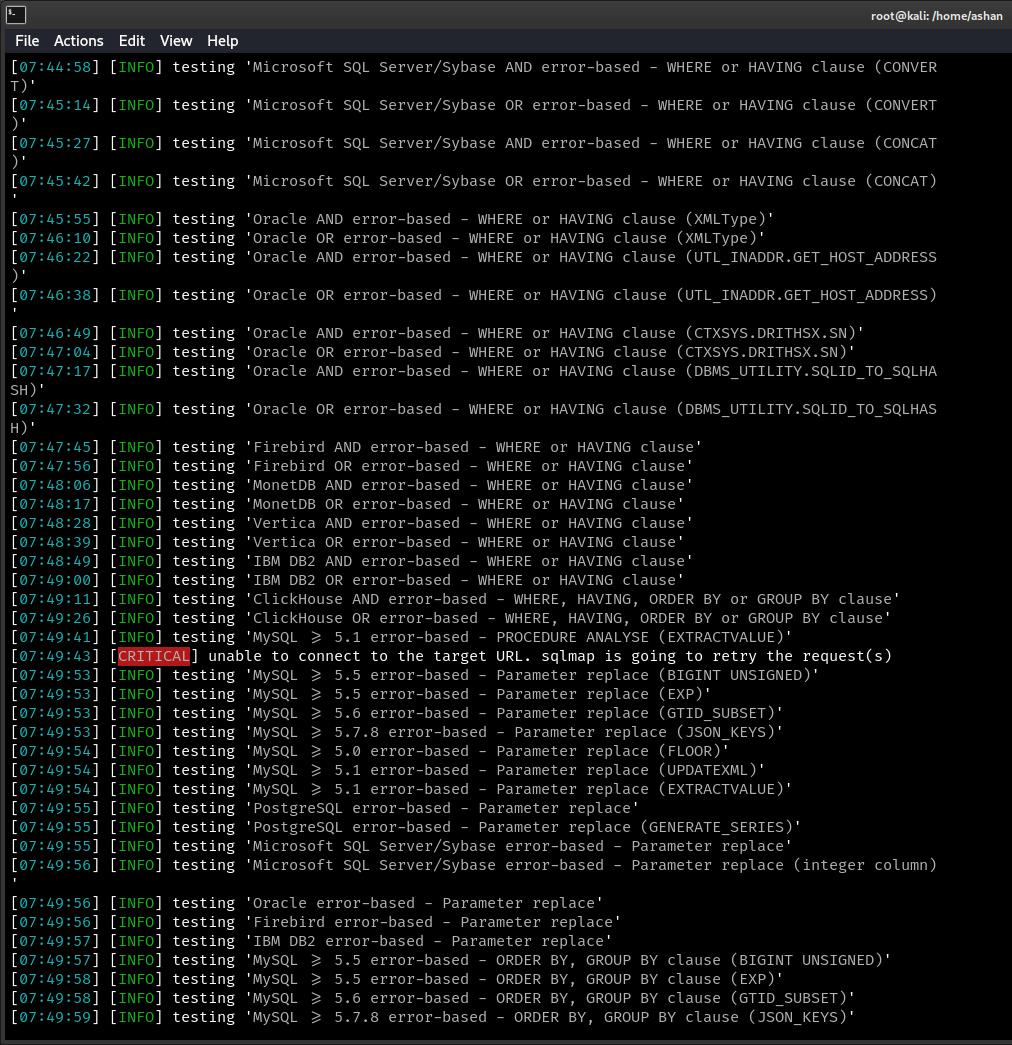 root@kali: /home/ashan
File Actions Edit View Help
[07:44:58] [INFO] testing 'Microsoft SQL Server/Sybase AND error-based - WHERE or HAVING clause (CONVER
T)'
[07:45:14] [INFO] testing 'Microsoft SQL Server/Sybase OR error-based - WHERE or HAVING clause (CONVERT
)'
[07:45:27] [INFO] testing 'Microsoft SQL Server/Sybase AND error-based - WHERE or HAVING clause (CONCAT
)'
[07:45:42] [INFO] testing 'Microsoft SQL Server/Sybase OR error-based - WHERE or HAVING clause (CONCAT)
'
[07:45:55] [INFO] testing 'Oracle AND error-based - WHERE or HAVING clause (XMLType)'
[07:46:10] [INFO] testing 'Oracle OR error-based - WHERE or HAVING clause (XMLType)'
[07:46:22] [INFO] testing 'Oracle AND error-based - WHERE or HAVING clause (UTL_INADDR.GET_HOST_ADDRESS
)'
[07:46:38] [INFO] testing 'Oracle OR error-based - WHERE or HAVING clause (UTL_INADDR.GET_HOST_ADDRESS)
'
[07:46:49] [INFO] testing 'Oracle AND error-based - WHERE or HAVING clause (CTXSYS.DRITHSX.SN)'
[07:47:04] [INFO] testing 'Oracle OR error-based - WHERE or HAVING clause (CTXSYS.DRITHSX.SN)'
[07:47:17] [INFO] testing 'Oracle AND error-based - WHERE or HAVING clause (DBMS_UTILITY.SQLID_TO_SQLHA
SH)'
[07:47:32] [INFO] testing 'Oracle OR error-based - WHERE or HAVING clause (DBMS_UTILITY.SQLID_TO_SQLHAS
H)'
[07:47:45] [INFO] testing 'Firebird AND error-based - WHERE or HAVING clause'
[07:47:56] [INFO] testing 'Firebird OR error-based - WHERE or HAVING clause'
[07:48:06] [INFO] testing 'MonetDB AND error-based - WHERE or HAVING clause'
[07:48:17] [INFO] testing 'MonetDB OR error-based - WHERE or HAVING clause'
[07:48:28] [INFO] testing 'Vertica AND error-based - WHERE or HAVING clause'
[07:48:39] [INFO] testing 'Vertica OR error-based - WHERE or HAVING clause'
[07:48:49] [INFO] testing 'IBM DB2 AND error-based - WHERE or HAVING clause'
[07:49:00] [INFO] testing 'IBM DB2 OR error-based - WHERE or HAVING clause'
[07:49:11] [INFO] testing 'ClickHouse AND error-based - WHERE, HAVING, ORDER BY or GROUP BY clause'
[07:49:26] [INFO] testing 'ClickHouse OR error-based - WHERE, HAVING, ORDER BY or GROUP BY clause'
[07:49:41] [INFO] testing 'MySQL ≥ 5.1 error-based - PROCEDURE ANALYSE (EXTRACTVALUE)'
[07:49:43] [CRITICAL] unable to connect to the target URL. sqlmap is going to retry the request(s)
[07:49:53] [INFO] testing 'MySQL ≥ 5.5 error-based - Parameter replace (BIGINT UNSIGNED)'
[07:49:53] [INFO] testing 'MySQL ≥ 5.5 error-based - Parameter replace (EXP)'
[07:49:53] [INFO] testing 'MySQL ≥ 5.6 error-based - Parameter replace (GTID_SUBSET)'
[07:49:53] [INFO] testing 'MySQL ≥ 5.7.8 error-based - Parameter replace (JSON_KEYS)'
[07:49:54] [INFO] testing 'MySQL ≥ 5.0 error-based - Parameter replace (FLOOR)'
[07:49:54] [INFO] testing 'MySQL ≥ 5.1 error-based - Parameter replace (UPDATEXML)'
[07:49:54] [INFO] testing 'MySQL ≥ 5.1 error-based - Parameter replace (EXTRACTVALUE)'
[07:49:55] [INFO] testing 'PostgreSQL error-based - Parameter replace'
[07:49:55] [INFO] testing 'PostgreSQL error-based - Parameter replace (GENERATE_SERIES)'
[07:49:55] [INFO] testing 'Microsoft SQL Server/Sybase error-based - Parameter replace'
[07:49:56] [INFO] testing 'Microsoft SQL Server/Sybase error-based - Parameter replace (integer column)
'
[07:49:56] [INFO] testing 'Oracle error-based - Parameter replace'
[07:49:56] [INFO] testing 'Firebird error-based - Parameter replace'
[07:49:57] [INFO] testing 'IBM DB2 error-based - Parameter replace'
[07:49:57] [INFO] testing 'MySQL ≥ 5.5 error-based - ORDER BY, GROUP BY clause (BIGINT UNSIGNED)'
[07:49:58] [INFO] testing 'MySQL ≥ 5.5 error-based - ORDER BY, GROUP BY clause (EXP)'
[07:49:58] [INFO] testing 'MySQL ≥ 5.6 error-based - ORDER BY, GROUP BY clause (GTID_SUBSET)'
[07:49:59] [INFO] testing 'MySQL ≥ 5.7.8 error-based - ORDER BY, GROUP BY clause (JSON_KEYS)'